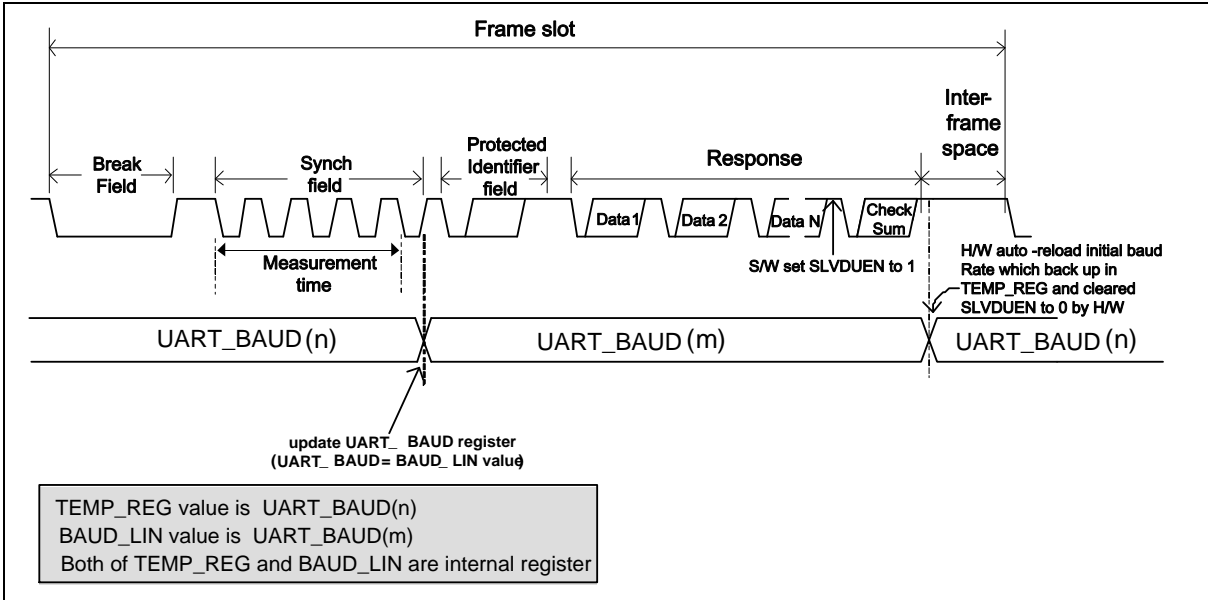 Frame slot
Inter-
frame
space
Break
Field
Synch
field
Protected
Identifier
field
Response
Data 1
Data 2
Data N
Check
Sum
Measurement
time
S/W set SLVDUEN to 1
H/W auto -reload initial baud
Rate which back up in
TEMP_REG and cleared
SLVDUEN to 0 by H/W
UART_BAUD (n)
UART_BAUD (m)
UART_BAUD (n)
update UART_ BAUD register
(UART_ BAUD= BAUD_ LIN value)
TEMP_REG value is UART_BAUD(n)
BAUD_LIN value is UART_BAUD(m)
Both of TEMP_REG and BAUD_LIN are internal register